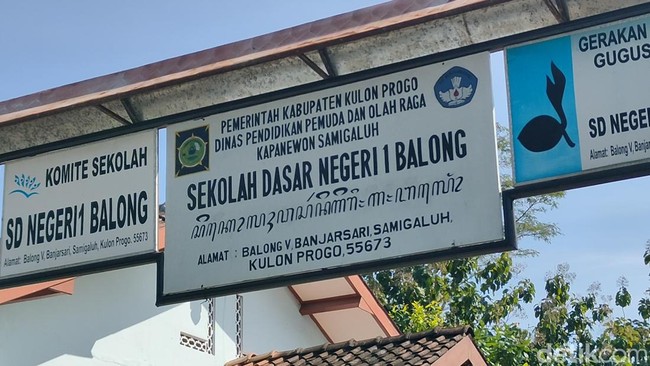 KOMITE SEKOLAH
SD NEGERI 1 BALONG
Alamat: Balong V, Banjarsari, Samigaluh, Kulon Progo. 55673
PEMERINTAH KABUPATEN KULON PROGO
DINAS PENDIDIKAN PEMUDA DAN OLAH RAGA
KAPANEWON SAMIGALUH
SEKOLAH DASAR NEGERI 1 BALONG
ALAMAT : BALONG V, BANJARSARI, SAMIGALUH,
KULON PROGO, 55673
GERAKAN
GUGUS
SD NEGER
Alamat: Balong V, Ba
detikcom